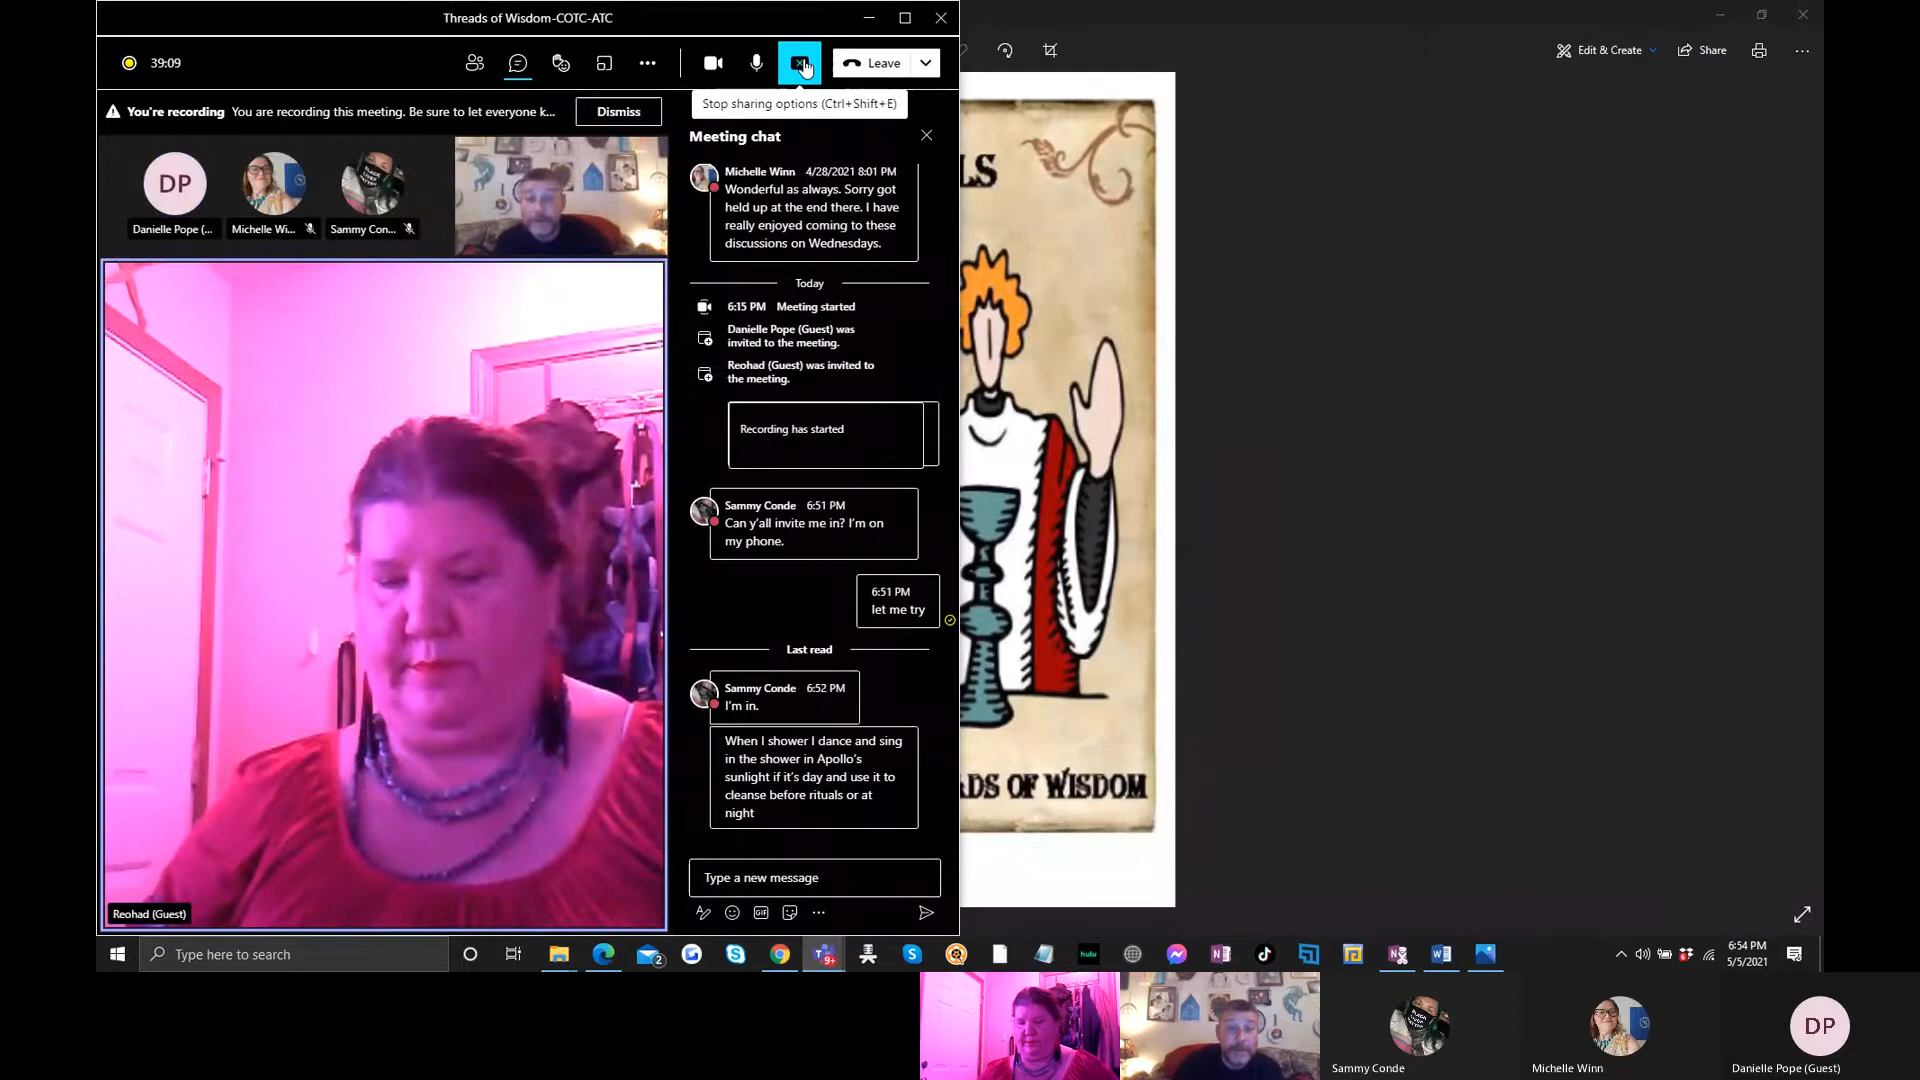 Threads of Wisdom-COTC-ATC
39:09
Leave
Stop sharing options (Ctrl+Shift+E)
You're recording You are recording this meeting. Be sure to let everyone k...
Dismiss
Meeting chat
DP
Danielle Pope (...
Michelle Wi...
Sammy Con...
Michelle Winn 4/28/2021 8:01 PM
Wonderful as always. Sorry got
held up at the end there. I have
really enjoyed coming to these
discussions on Wednesdays.
Today
6:15 PM Meeting started
Danielle Pope (Guest) was
invited to the meeting.
Reohad (Guest) was invited to
the meeting.
Recording has started
Sammy Conde 6:51 PM
Can y'all invite me in? I'm on
my phone.
6:51 PM
let me try
Last read
Sammy Conde 6:52 PM
I'm in.
When I shower I dance and sing
in the shower in Apollo's
sunlight if it's day and use it to
cleanse before rituals or at
night
Type a new message
GIF
Reohad (Guest)
Edit & Create
Share
LS
ADS OF WISDOM
Type here to search
2
9+
hulu
6:54 PM
5/5/2021
BLACK
LIVES
MATTER
Sammy Conde
Michelle Winn
DP
Danielle Pope (Guest)